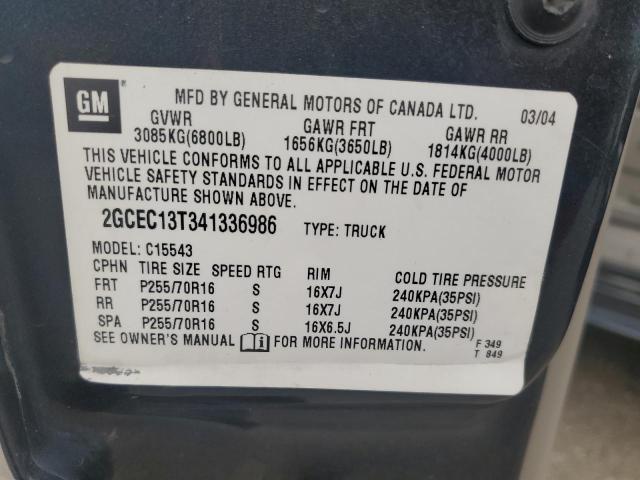 GM
MFD BY GENERAL MOTORS OF CANADA LTD. 03/04
GVWR GAWR FRT GAWR RR
3085KG(6800LB) 1656KG(3650LB) 1814KG(4000LB)
THIS VEHICLE CONFORMS TO ALL APPLICABLE U.S. FEDERAL MOTOR
VEHICLE SAFETY STANDARDS IN EFFECT ON THE DATE OF
MANUFACTURE SHOWN ABOVE.
2GCEC13T341336986 TYPE: TRUCK
MODEL: C15543
CPHN TIRE SIZE SPEED RTG RIM COLD TIRE PRESSURE
FRT P255/70R16 S 16X7J 240KPA(35PSI)
RR P255/70R16 S 16X7J 240KPA(35PSI)
SPA P255/70R16 S 16X6.5J 240KPA(35PSI)
SEE OWNER'S MANUAL FOR MORE INFORMATION. F 349
T 849